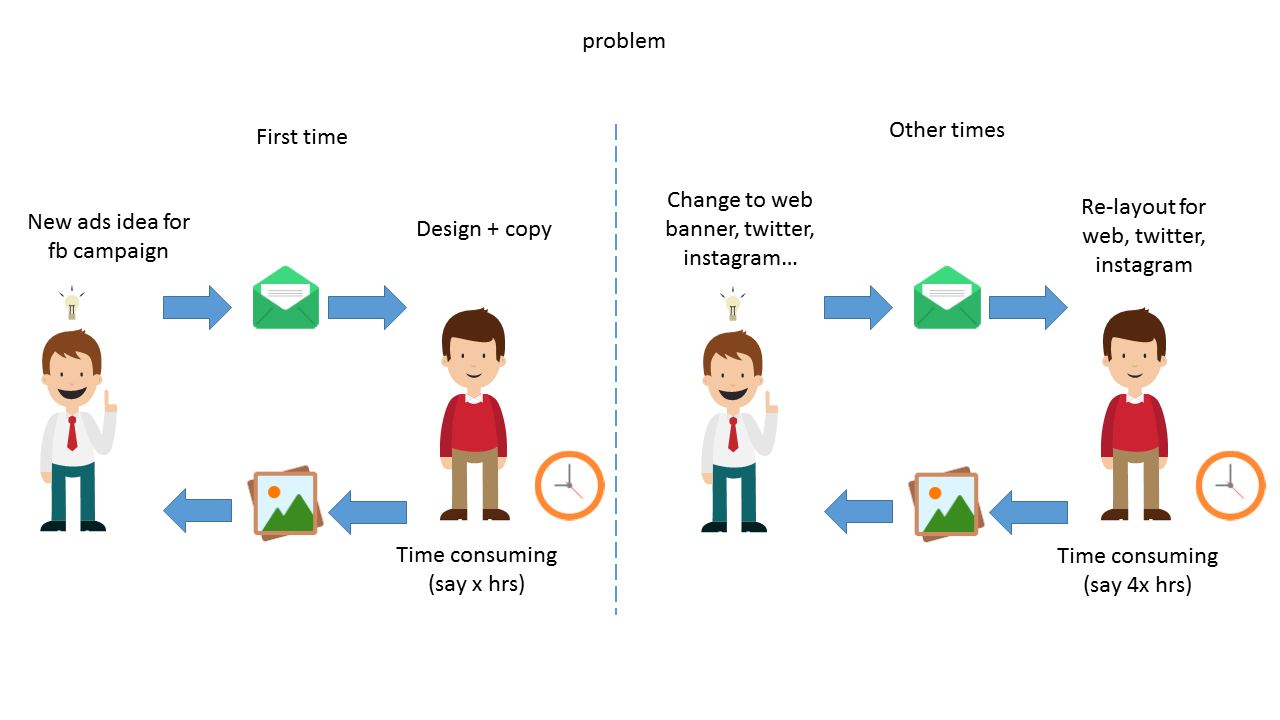 problem
First time
New ads idea for
fb campaign
Design + copy
Time consuming
(say x hrs)
Other times
Change to web
banner, twitter,
instagram...
Re-layout for
web, twitter,
instagram
Time consuming
(say 4x hrs)